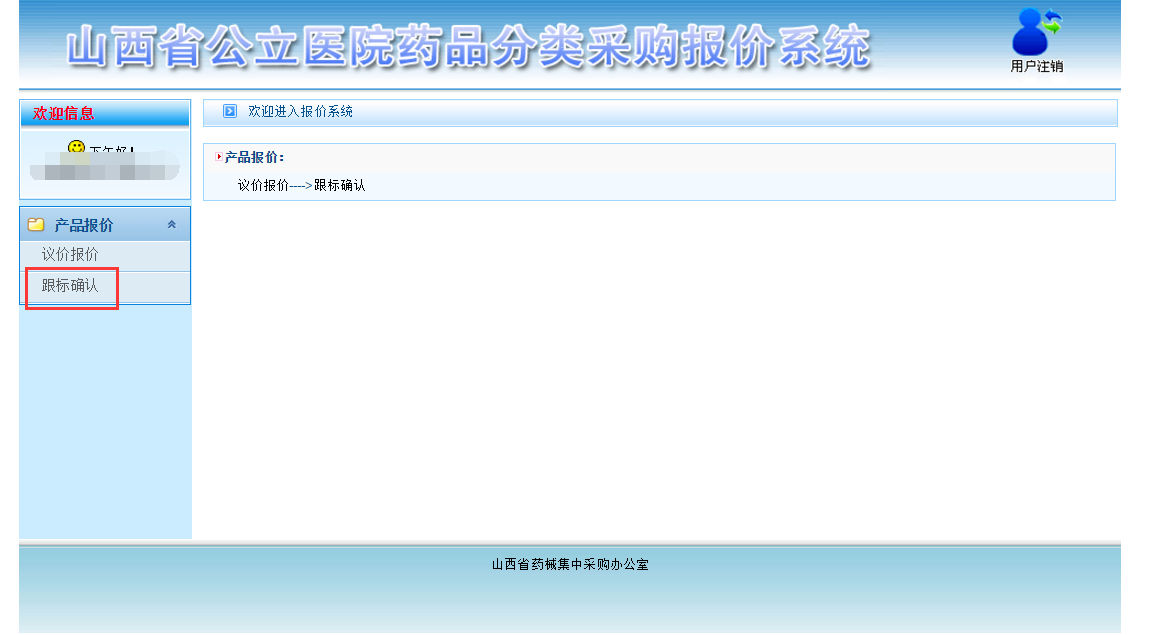 山西省公立医院药品分类采购报价系统
用户注销
欢迎信息
欢迎进入报价系统
产品报价：
议价报价---->跟标确认
产品报价
议价报价
跟标确认
山西省药械集中采购办公室